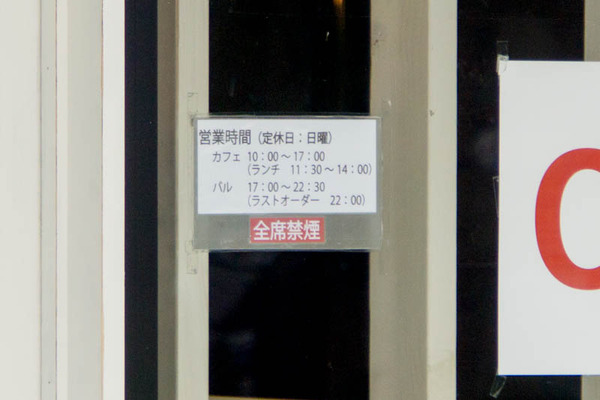 営業時間（定休日：日曜）
カフェ 10：00～17：00
（ランチ 11：30～14：00）
バル 17：00～22：30
（ラストオーダー 22：00）
全席禁煙